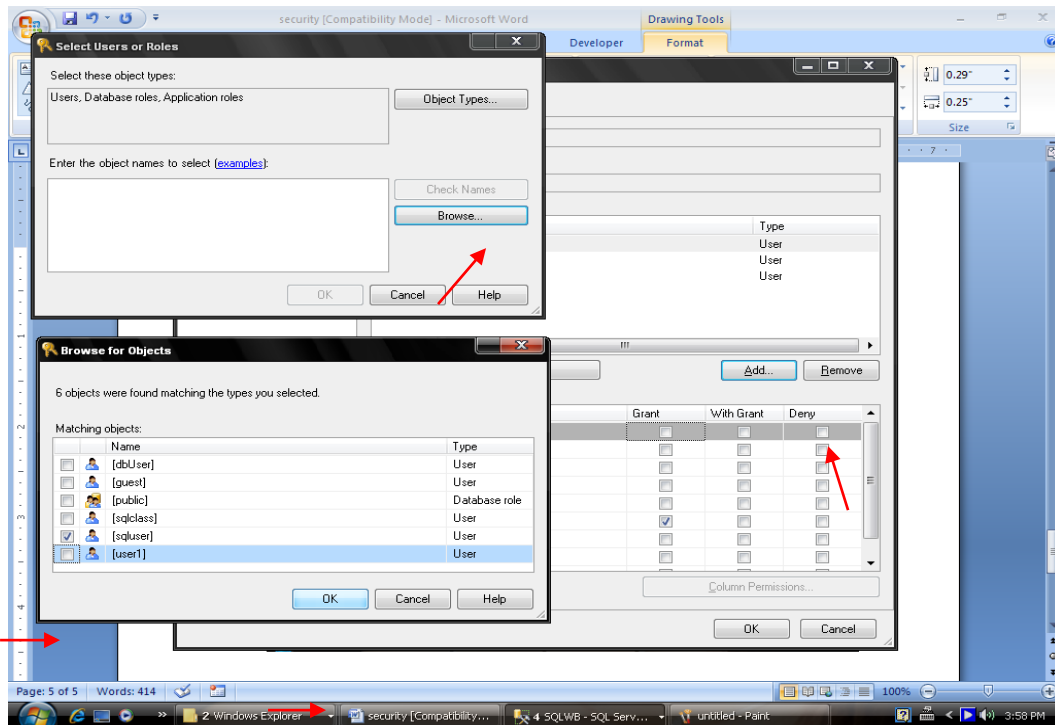 security [Compatibility Mode] - Microsoft Word
Drawing Tools
Developer
Format
0.29"
0.25"
Size
7
Select Users or Roles
Select these object types:
Users, Database roles, Application roles
Object Types...
Enter the object names to select (examples):
Check Names
Browse...
OK
Cancel
Help
Type
User
User
User
Add...
Remove
Grant
With Grant
Deny
Column Permissions...
OK
Cancel
Browse for Objects
6 objects were found matching the types you selected.
Matching objects:
Name
Type
[dbUser]
User
[guest]
User
[public]
Database role
[sqlclass]
User
[sqluser]
User
[user1]
User
OK
Cancel
Help
Page: 5 of 5
Words: 414
100%
2 Windows Explorer
security [Compatibility...
4 SQLWB - SQL Serv...
untitled - Paint
3:58 PM